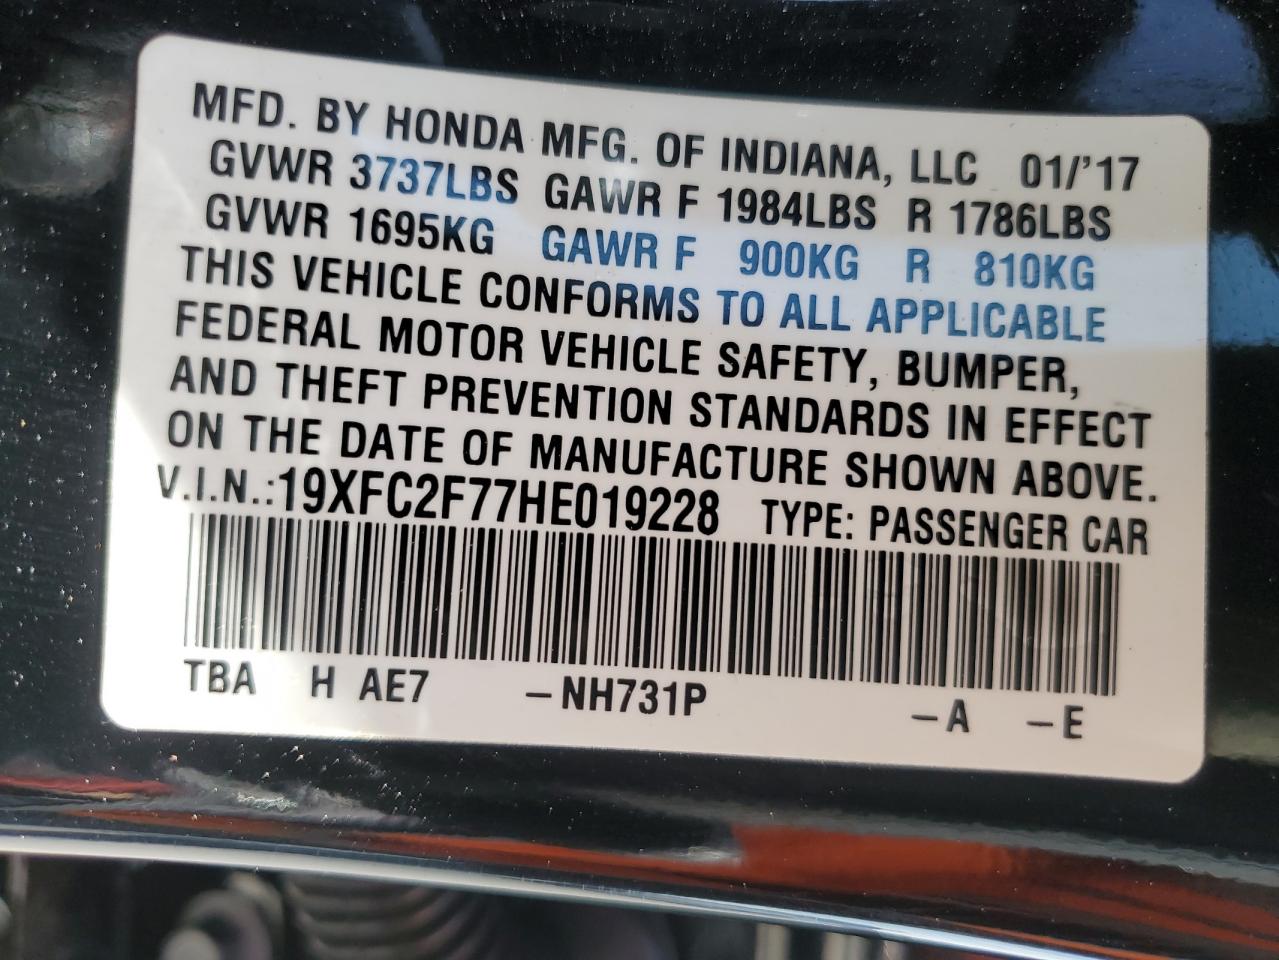 MFD. BY HONDA MFG. OF INDIANA, LLC 01/'17
GVWR 3737LBS GAWR F 1984LBS R 1786LBS
GVWR 1695KG GAWR F 900KG R 810KG
THIS VEHICLE CONFORMS TO ALL APPLICABLE
FEDERAL MOTOR VEHICLE SAFETY, BUMPER,
AND THEFT PREVENTION STANDARDS IN EFFECT
ON THE DATE OF MANUFACTURE SHOWN ABOVE.
V.I.N.:19XFC2F77HE019228 TYPE: PASSENGER CAR
TBA H AE7 –NH731P –A –E